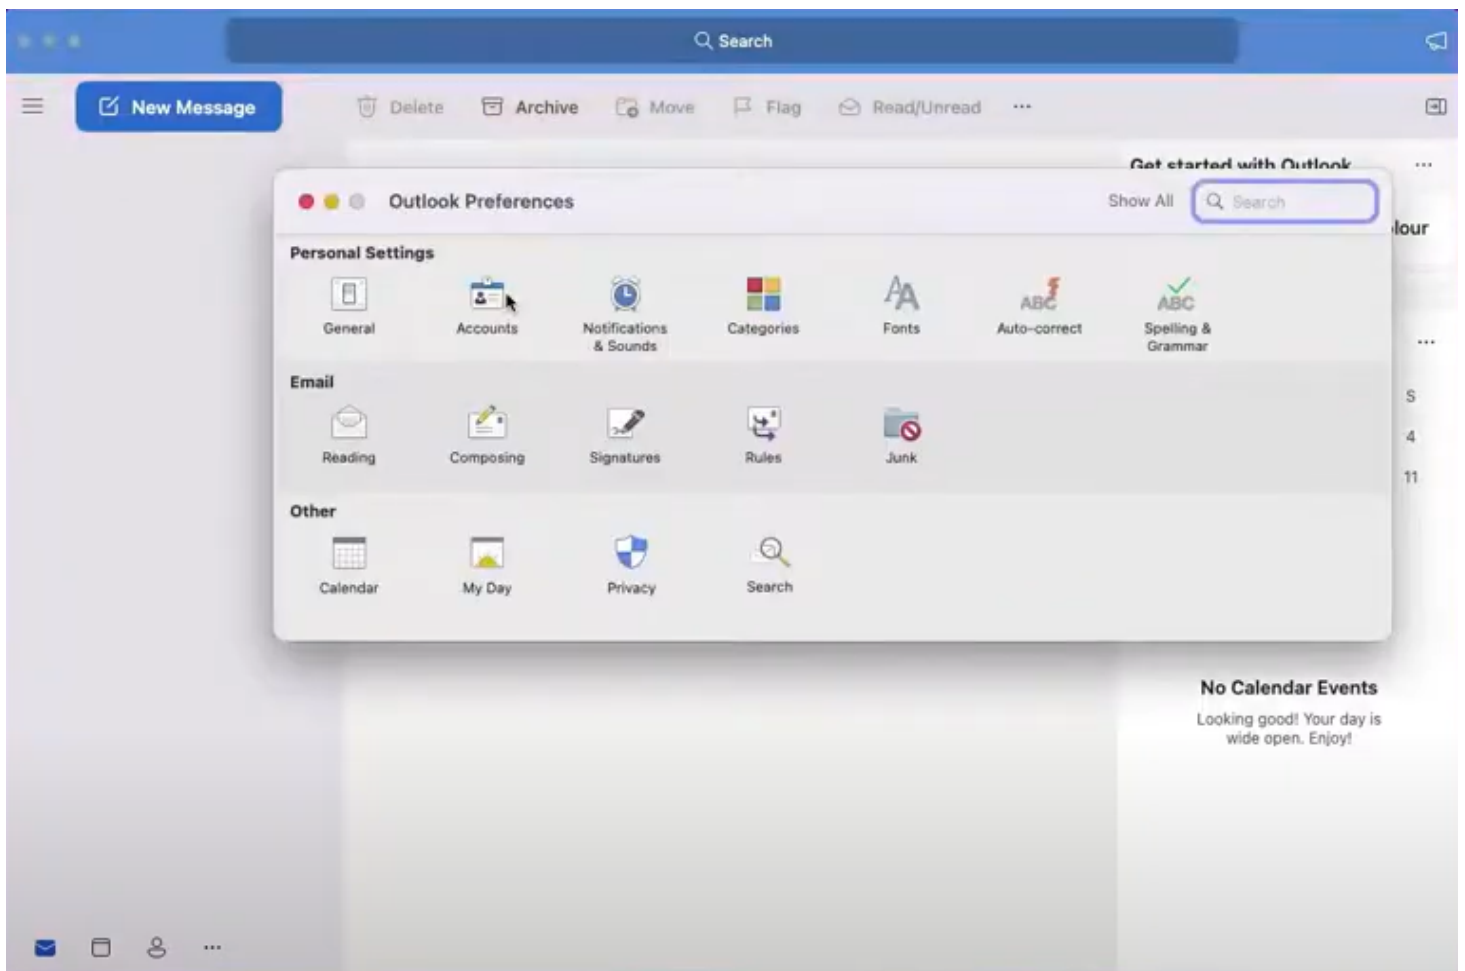 Search
New Message
Delete
Archive
Move
Flag
Read/Unread
Get started with Outlook
Outlook Preferences
Show All
Search
lour
Personal Settings
General
Accounts
Notifications
& Sounds
Categories
Fonts
ABC
Auto-correct
ABC
Spelling &
Grammar
Email
Reading
Composing
Signatures
Rules
Junk
S
4
11
Other
Calendar
My Day
Privacy
Search
No Calendar Events
Looking good! Your day is
wide open. Enjoy!